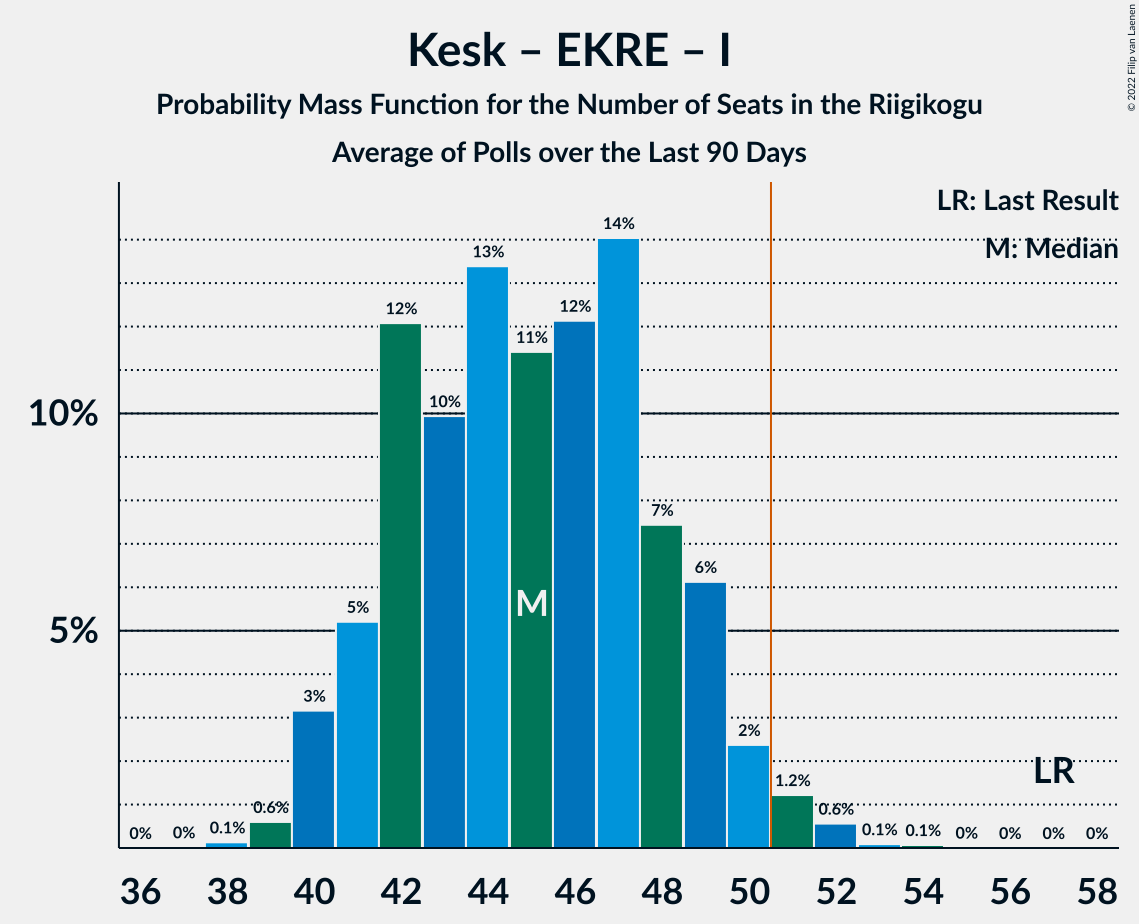 Kesk – EKRE – I
Probability Mass Function for the Number of Seats in the Riigikogu
Average of Polls over the Last 90 Days
© 2022 Filip van Laenen
LR: Last Result
M: Median
10%
5%
0%
0%
0.1%
0.6%
3%
5%
12%
10%
13%
11%
12%
14%
7%
6%
2%
1.2%
0.6%
0.1%
0.1%
0%
0%
0%
0%
M
LR
36 38 40 42 44 46 48 50 52 54 56 58